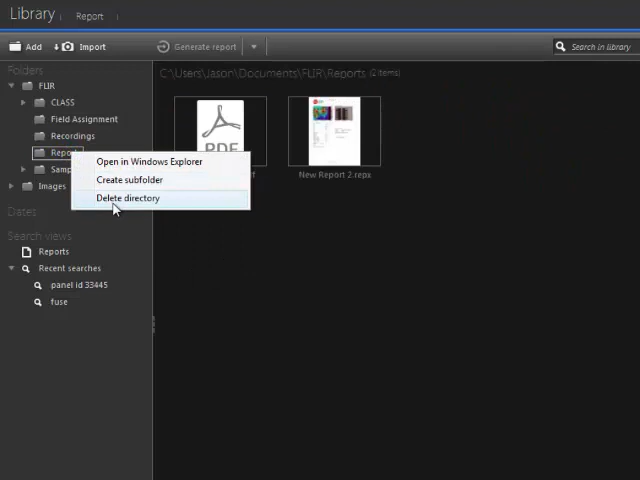 Library Report
Add Import Generate report Search in library
Folders
C:\Users\Jason\Documents\FLIR\Reports (2 items)
FLIR
CLASS
Field Assignment
Recordings
Open in Windows Explorer
Create subfolder
Images
Delete directory
PDF
New Report 2.repx
Dates
Search views
Reports
Recent searches
panel id 33445
fuse